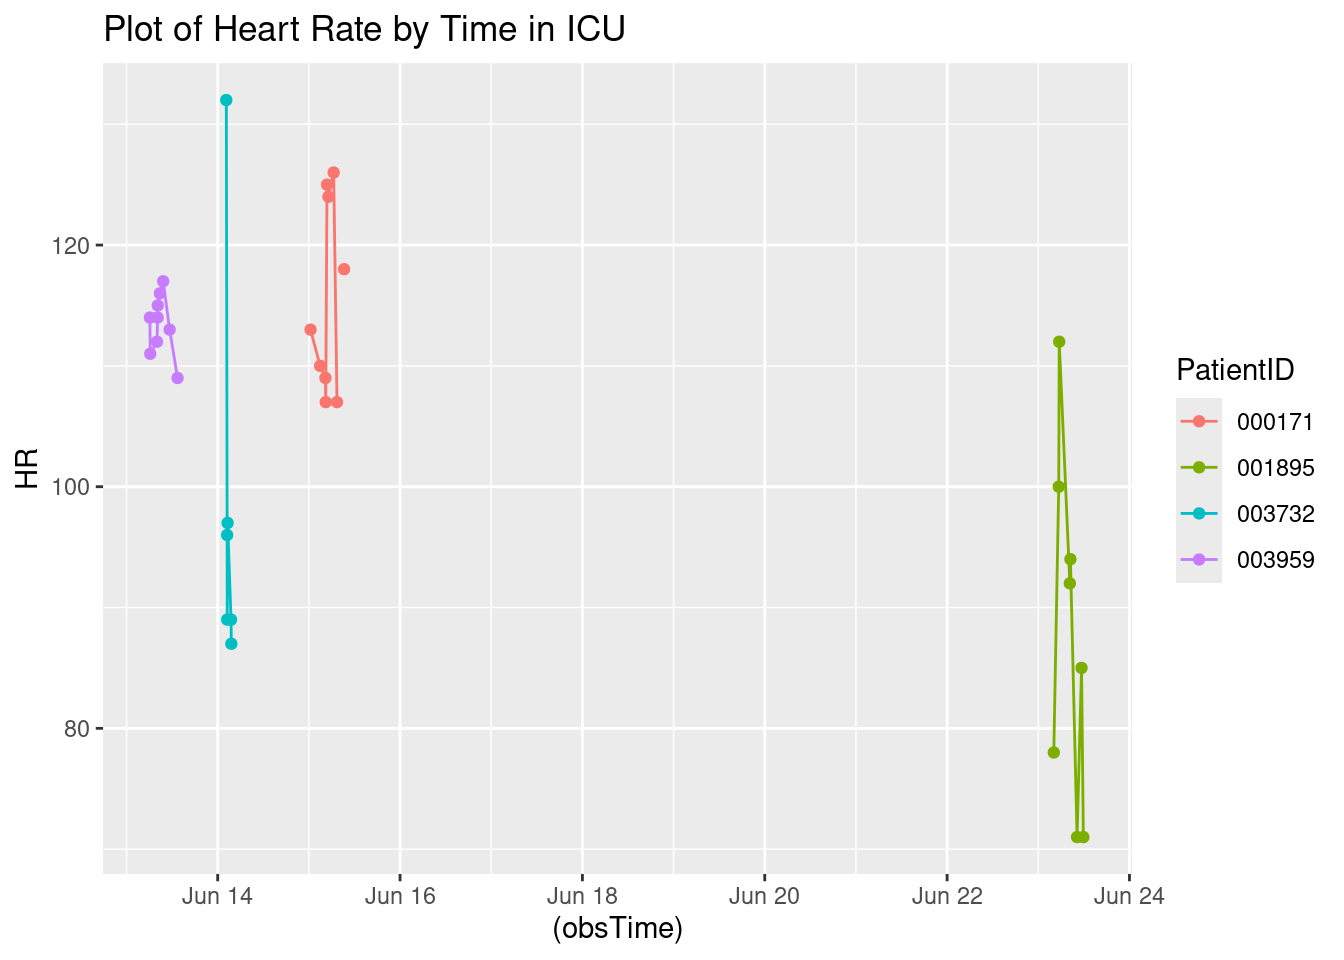 Plot of Heart Rate by Time in ICU
HR
120
100
80
Jun 14 Jun 16 Jun 18 Jun 20 Jun 22 Jun 24
(obsTime)
PatientID
000171
001895
003732
003959